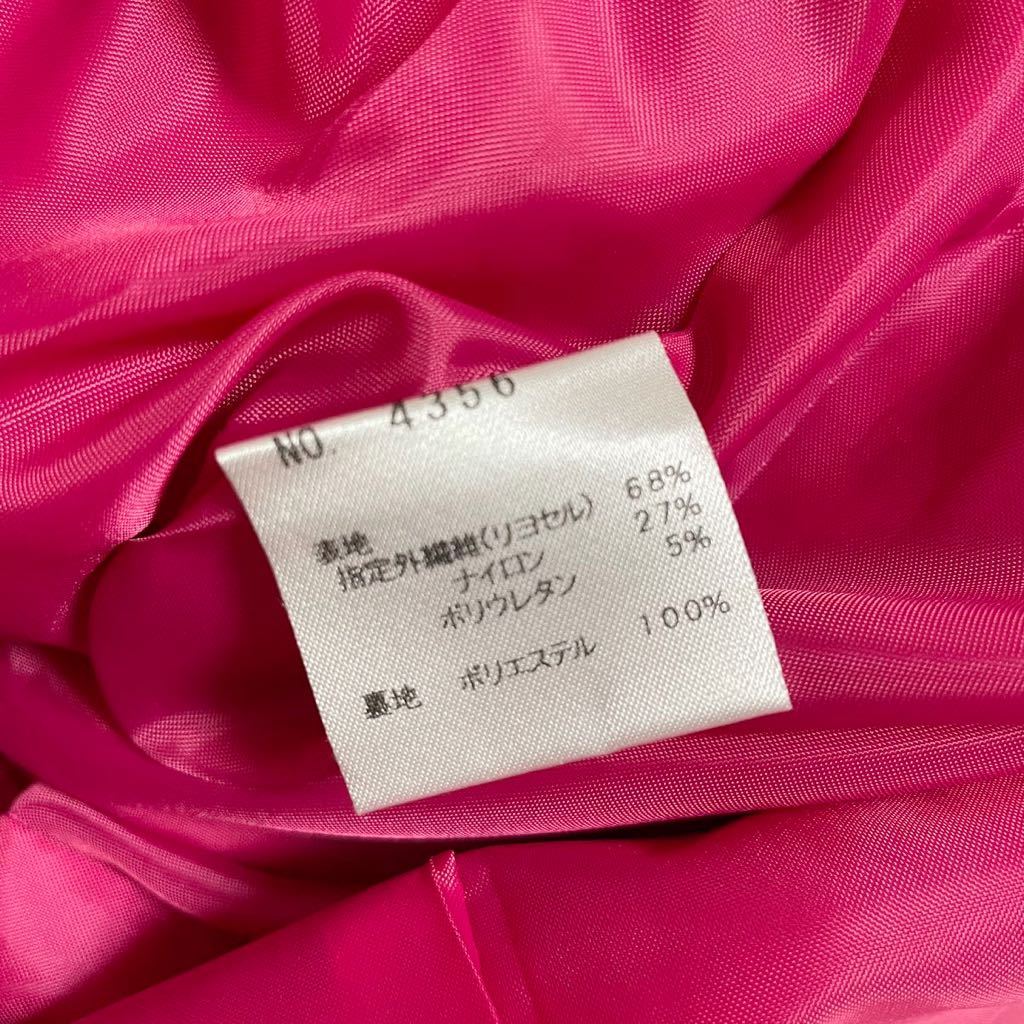 NO. 4356
表地
指定外繊維(リヨセル) 68%
ナイロン 27%
ポリウレタン 5%
裏地 ポリエステル 100%